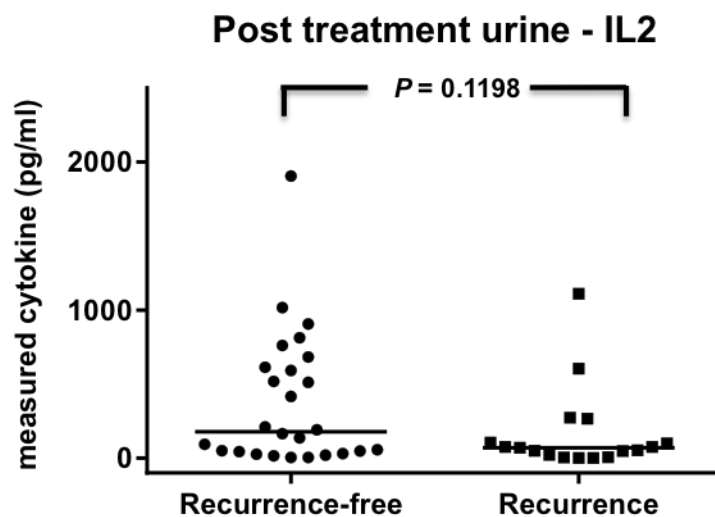 Post treatment urine - IL2
P = 0.1198
measured cytokine (pg/ml)
2000
1000
0
Recurrence-free
Recurrence